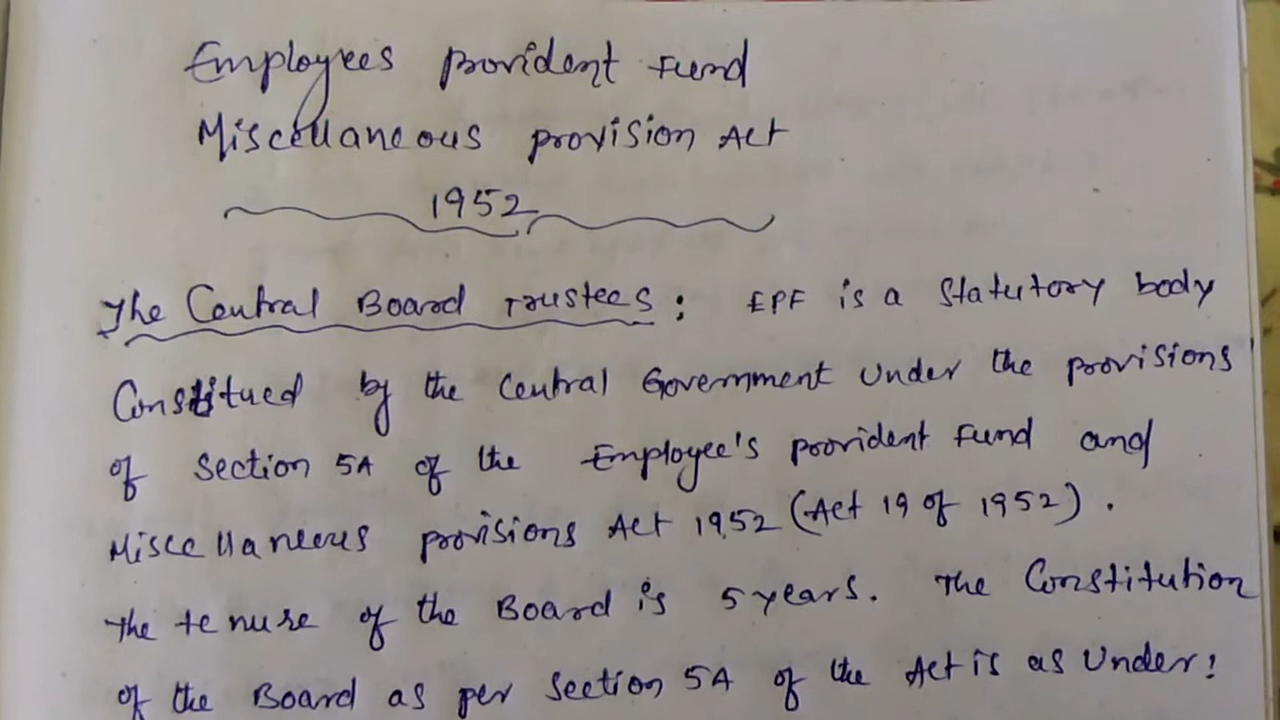 Employees provident Fund
Miscellaneous provision Act
1952
The Central Board Trustees : EPF is a Statutory body
Constitued by the Central Government under the provisions
of Section 5A of the Employee's provident Fund and
Miscellaneous provisions Act 1952 (Act 19 of 1952) .
The tenure of the Board is 5 years. The Constitution
of the Board as per Section 5A of the Act is as under: